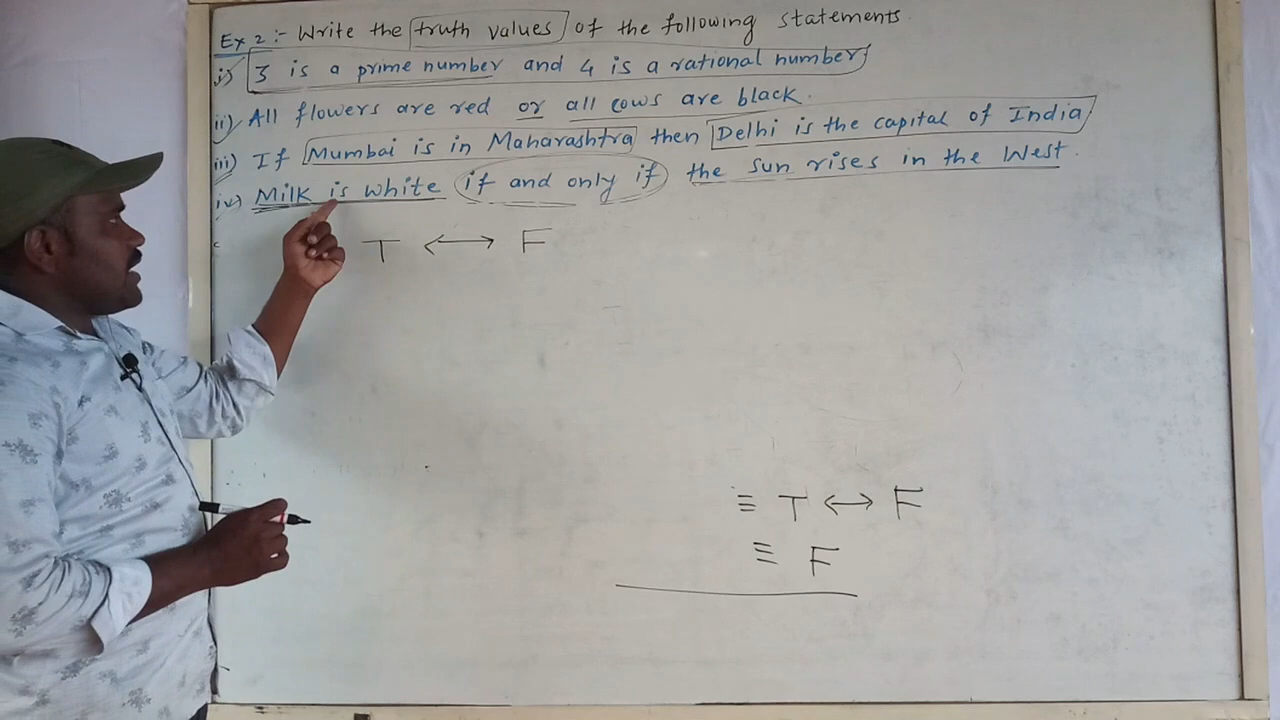 Ex 2 :- Write the truth values of the following statements.
i) 3 is a prime number and 4 is a rational number
ii) All flowers are red or all cows are black.
iii) If Mumbai is in Maharashtra then Delhi is the capital of India
iv) Milk is white if and only if the sun rises in the West.
T ↔ F
≡ T ↔ F
≡ F